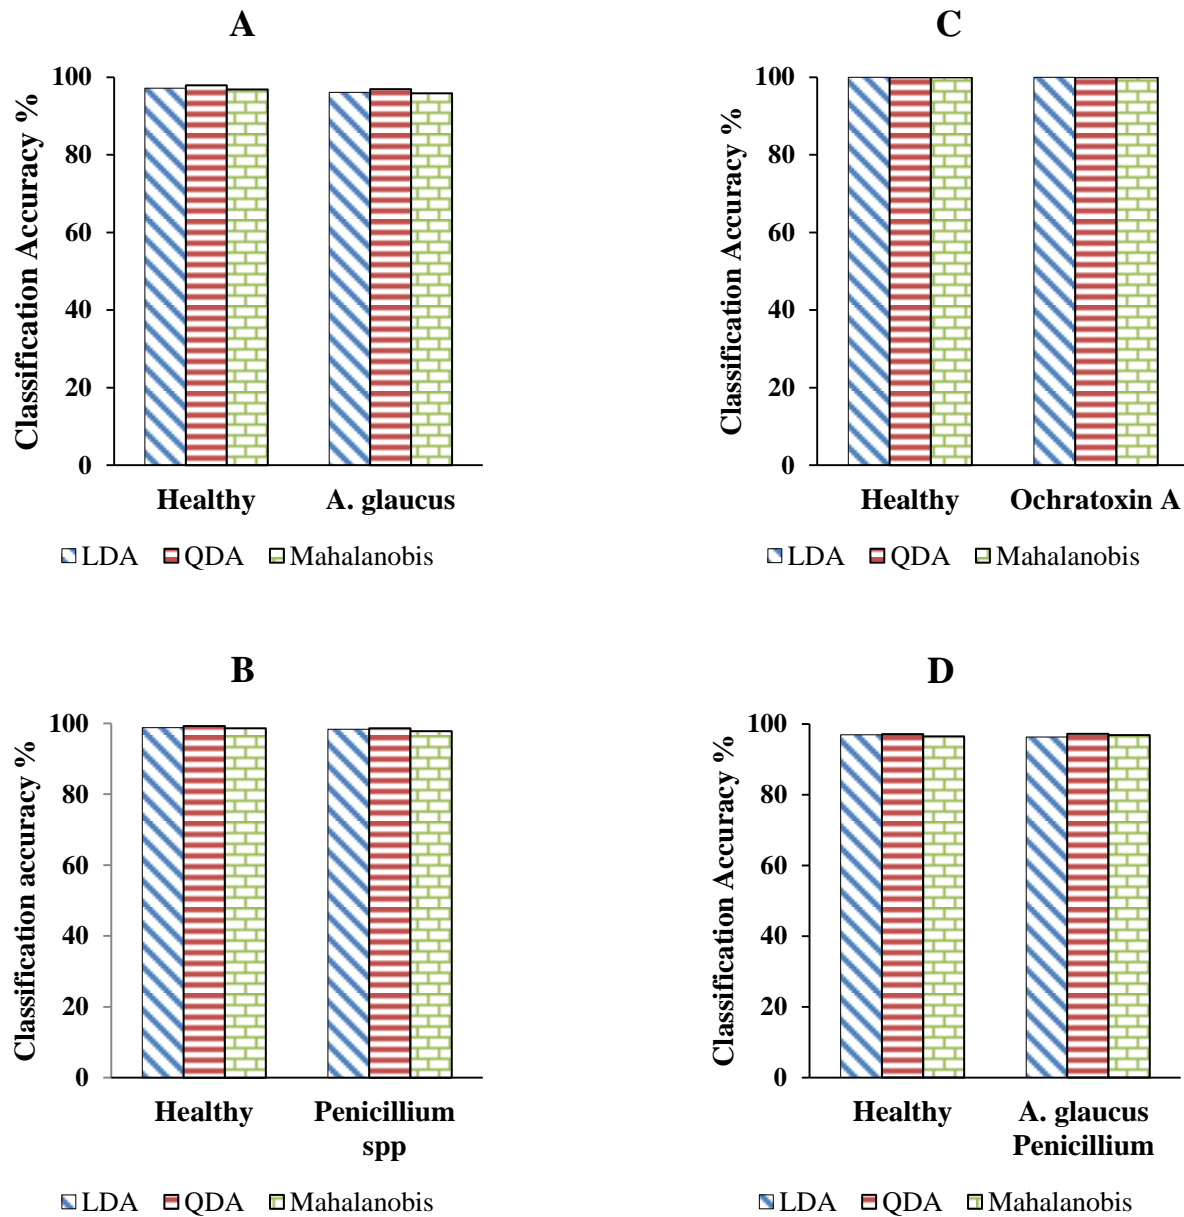 A
Classification Accuracy %
100
80
60
40
20
0
Healthy A. glaucus
LDA QDA Mahalanobis
C
Classification Accuracy %
100
80
60
40
20
0
Healthy Ochratoxin A
LDA QDA Mahalanobis
B
Classification accuracy %
100
80
60
40
20
0
Healthy Penicillium
spp
LDA QDA Mahalanobis
D
Classification Accuracy %
100
80
60
40
20
0
Healthy A. glaucus
Penicillium
LDA QDA Mahalanobis